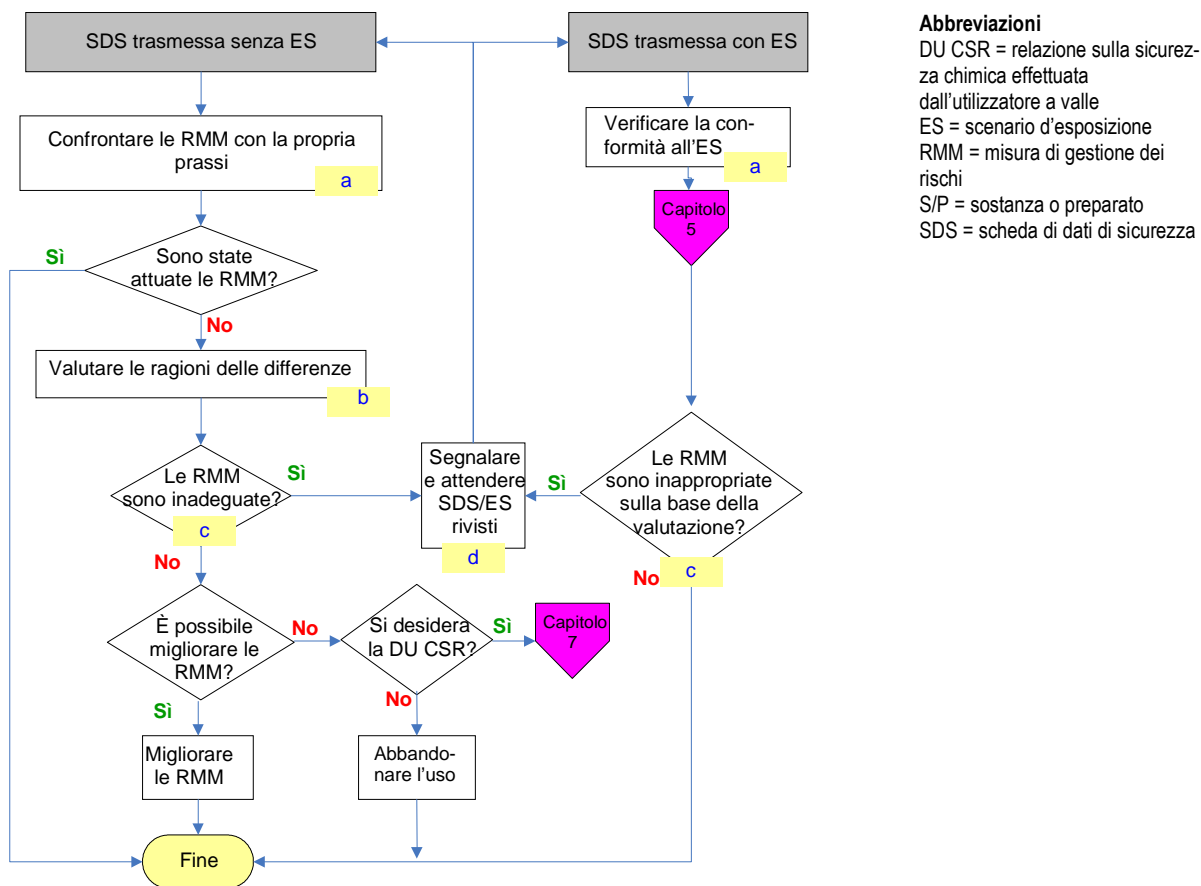 SDS trasmessa senza ES
SDS trasmessa con ES
Confrontare le RMM con la propria
prassi
a
Verificare la con-
formità all'ES
a
Capitolo
5
Sì
Sono state
attuate le RMM?
No
Valutare le ragioni delle differenze
b
Le RMM
sono inadeguate?
c
Sì
No
Segnalare
e attendere
SDS/ES
rivisti
d
Sì
Le RMM
sono inappropriate
sulla base della
valutazione?
c
No
È possibile
migliorare le
RMM?
No
Sì
Si desidera
la DU CSR?
Sì
No
Capitolo
7
Migliorare
le RMM
Abbando-
nare l'uso
Fine
Abbreviazioni
DU CSR = relazione sulla sicurez-
za chimica effettuata
dall'utilizzatore a valle
ES = scenario d'esposizione
RMM = misura di gestione dei
rischi
S/P = sostanza o preparato
SDS = scheda di dati di sicurezza